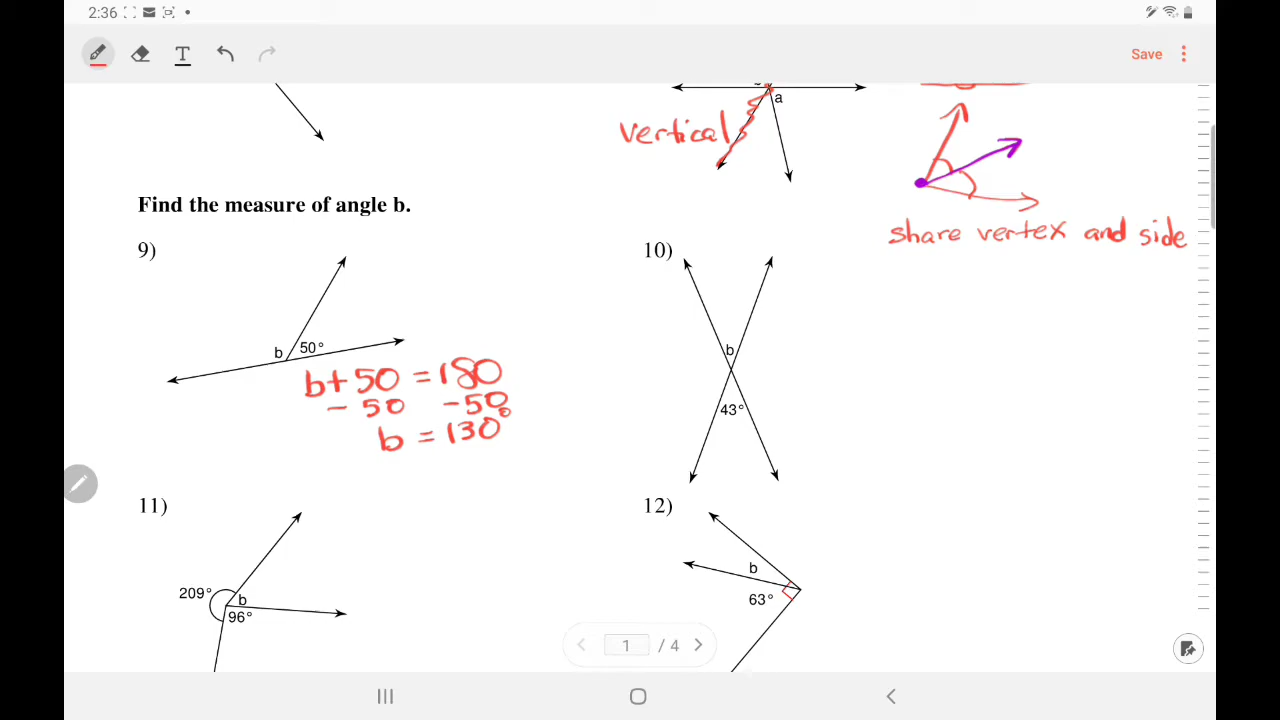 2:36
Save
a
vertical
share vertex and side
Find the measure of angle b.
9)
b
50°
b+50 = 180
- 50 -50
b = 130°
10)
b
43°
11)
209°
b
96°
12)
b
63°
1 / 4